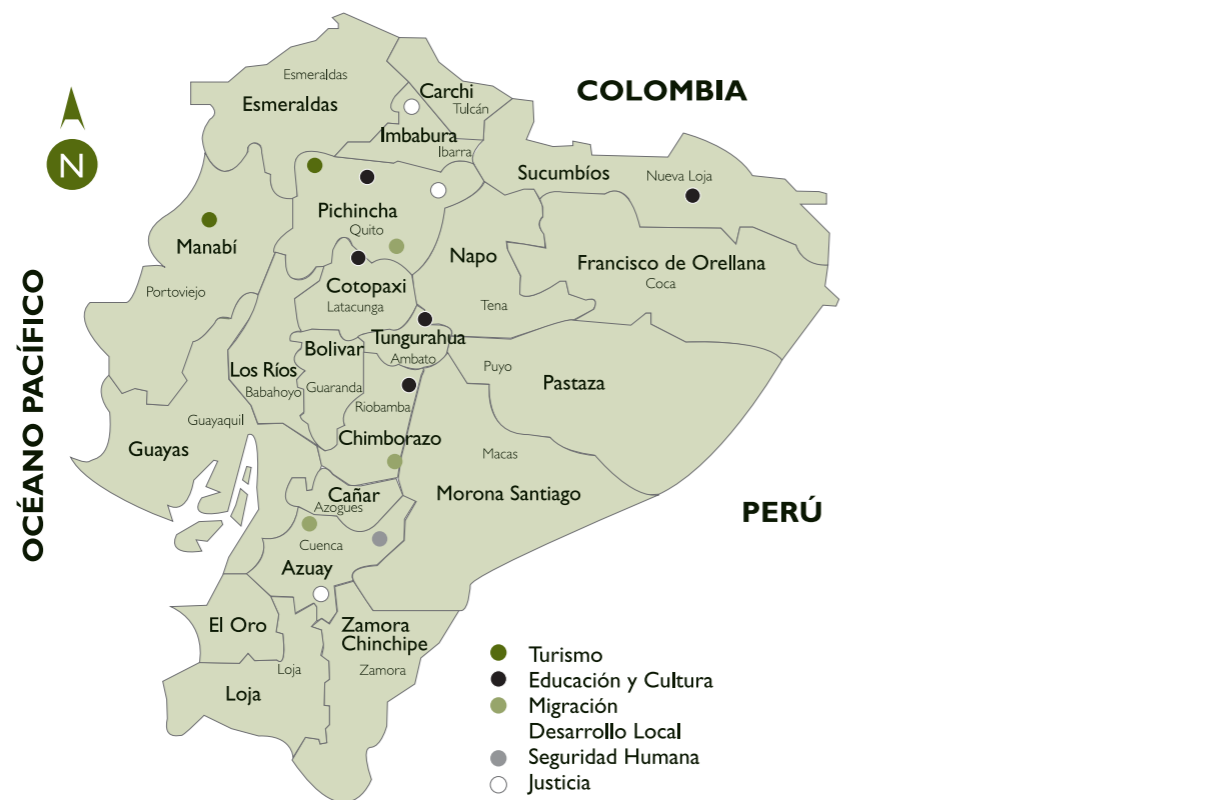 Esmeraldas
Esmeraldas
Carchi
Tulcán
COLOMBIA
Imbabura
Ibarra
N
Sucumbíos
Nueva Loja
Pichincha
Quito
Manabí
Portoviejo
Napo
Tena
Francisco de Orellana
Coca
Cotopaxi
Latacunga
OCÉANO PACÍFICO
Tungurahua
Ambato
Bolivar
Guaranda
Los Ríos
Babahoyo
Puyo
Pastaza
Riobamba
Chimborazo
Guayaquil
Guayas
Macas
Morona Santiago
PERÚ
Cañar
Azogues
Cuenca
Azuay
El Oro
Zamora
Chinchipe
Zamora
Loja
Loja
Turismo
Educación y Cultura
Migración
Desarrollo Local
Seguridad Humana
Justicia